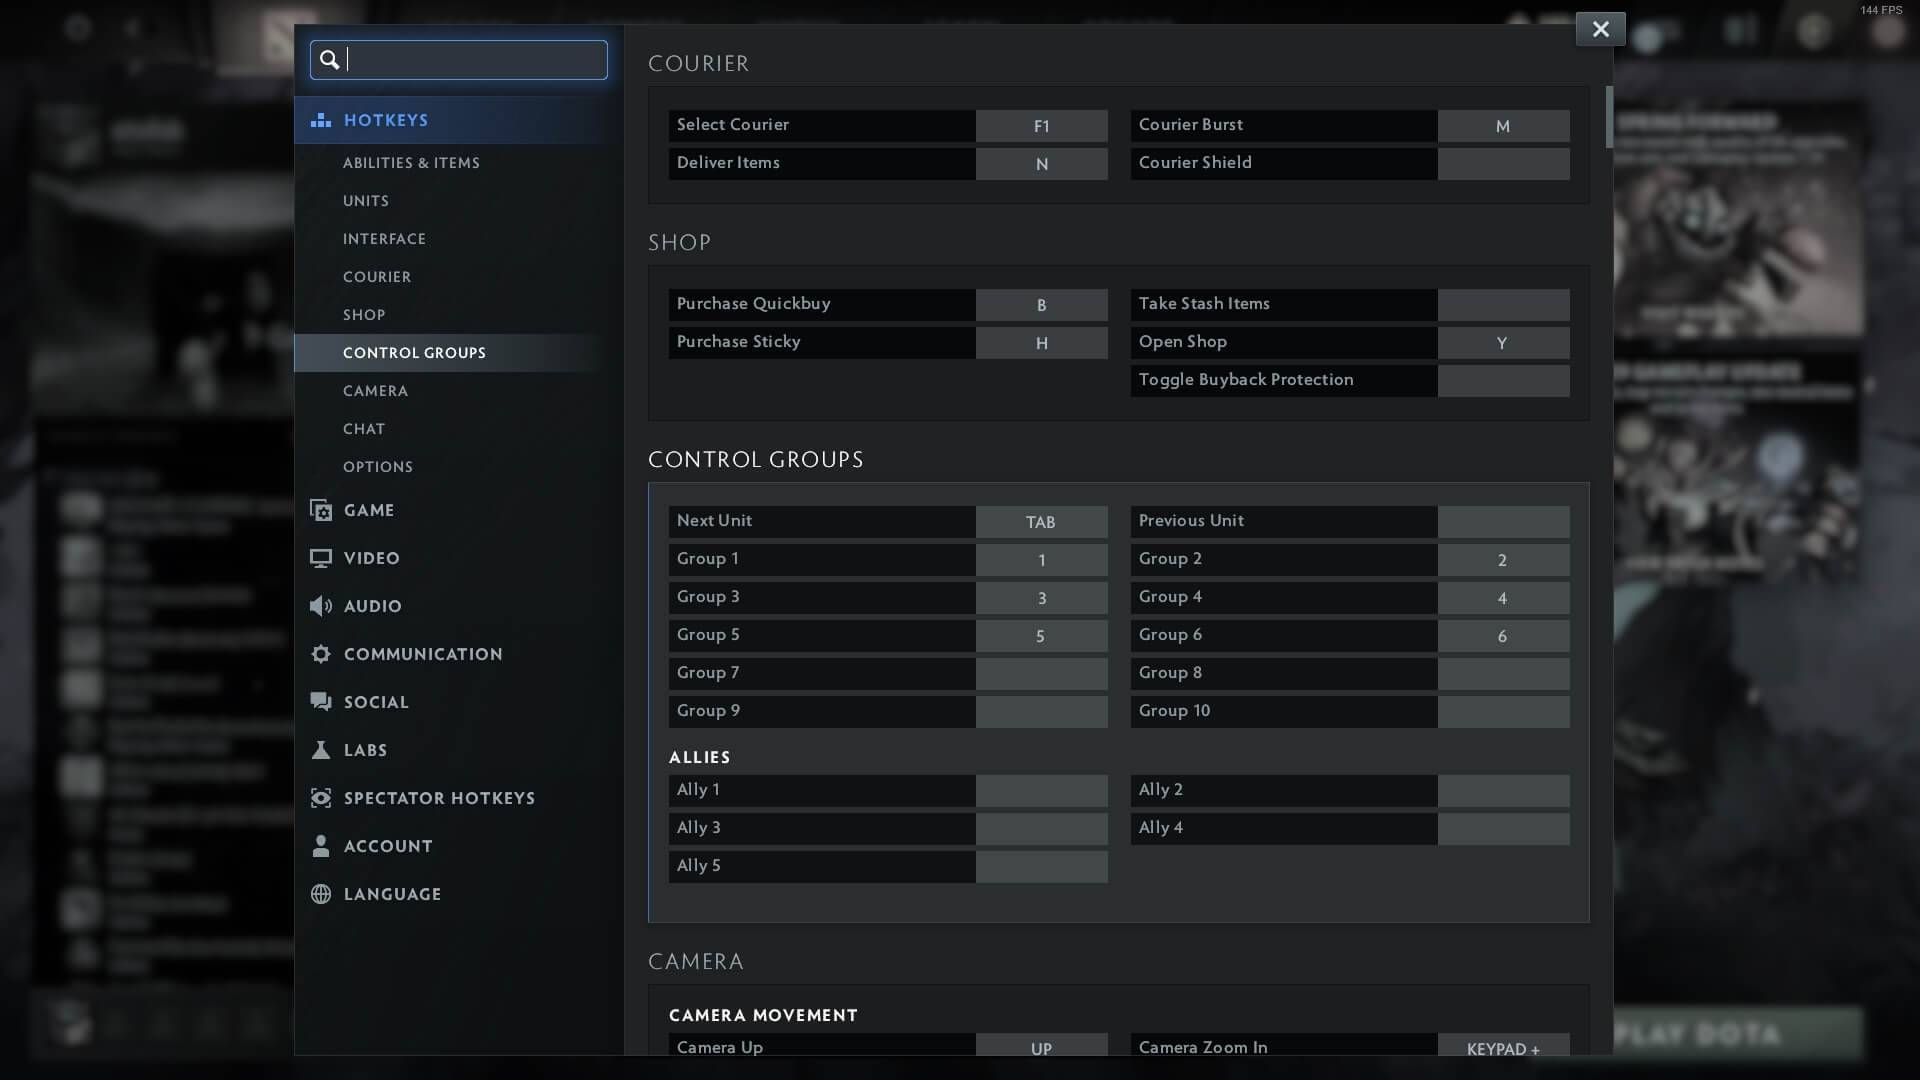 144 FPS
HOTKEYS
ABILITIES & ITEMS
UNITS
INTERFACE
COURIER
SHOP
CONTROL GROUPS
CAMERA
CHAT
OPTIONS
GAME
VIDEO
AUDIO
COMMUNICATION
SOCIAL
LABS
SPECTATOR HOTKEYS
ACCOUNT
LANGUAGE
COURIER
Select Courier F1 Courier Burst M
Deliver Items N Courier Shield
SHOP
Purchase Quickbuy B Take Stash Items
Purchase Sticky H Open Shop Y
Toggle Buyback Protection
CONTROL GROUPS
Next Unit TAB Previous Unit
Group 1 1 Group 2 2
Group 3 3 Group 4 4
Group 5 5 Group 6 6
Group 7 Group 8
Group 9 Group 10
ALLIES
Ally 1 Ally 2
Ally 3 Ally 4
Ally 5
CAMERA
CAMERA MOVEMENT
Camera Up UP Camera Zoom In KEYPAD +
SPRING FORWARD
GAMEPLAY UPDATE
PLAY DOTA